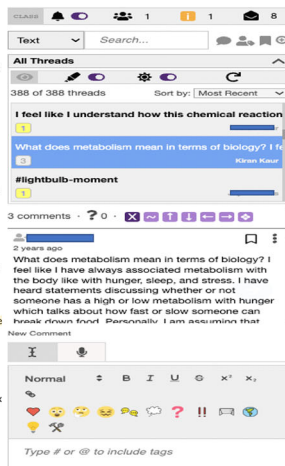 CLASS 1 1 8
Text Search...
All Threads
388 of 388 threads Sort by: Most Recent
I feel like I understand how this chemical reaction
1
What does metabolism mean in terms of biology? I fe
3 Kiran Kaur
#lightbulb-moment
1
3 comments · ? 0 ·
2 years ago
What does metabolism mean in terms of biology? I
feel like I have always associated metabolism with
the body like with hunger, sleep, and stress. I have
heard statements discussing whether or not
someone has a high or low metabolism with hunger
which talks about how fast or slow someone can
break down food. Personally, I am assuming that
New Comment
Normal B I U S x² x₂
Type # or @ to include tags